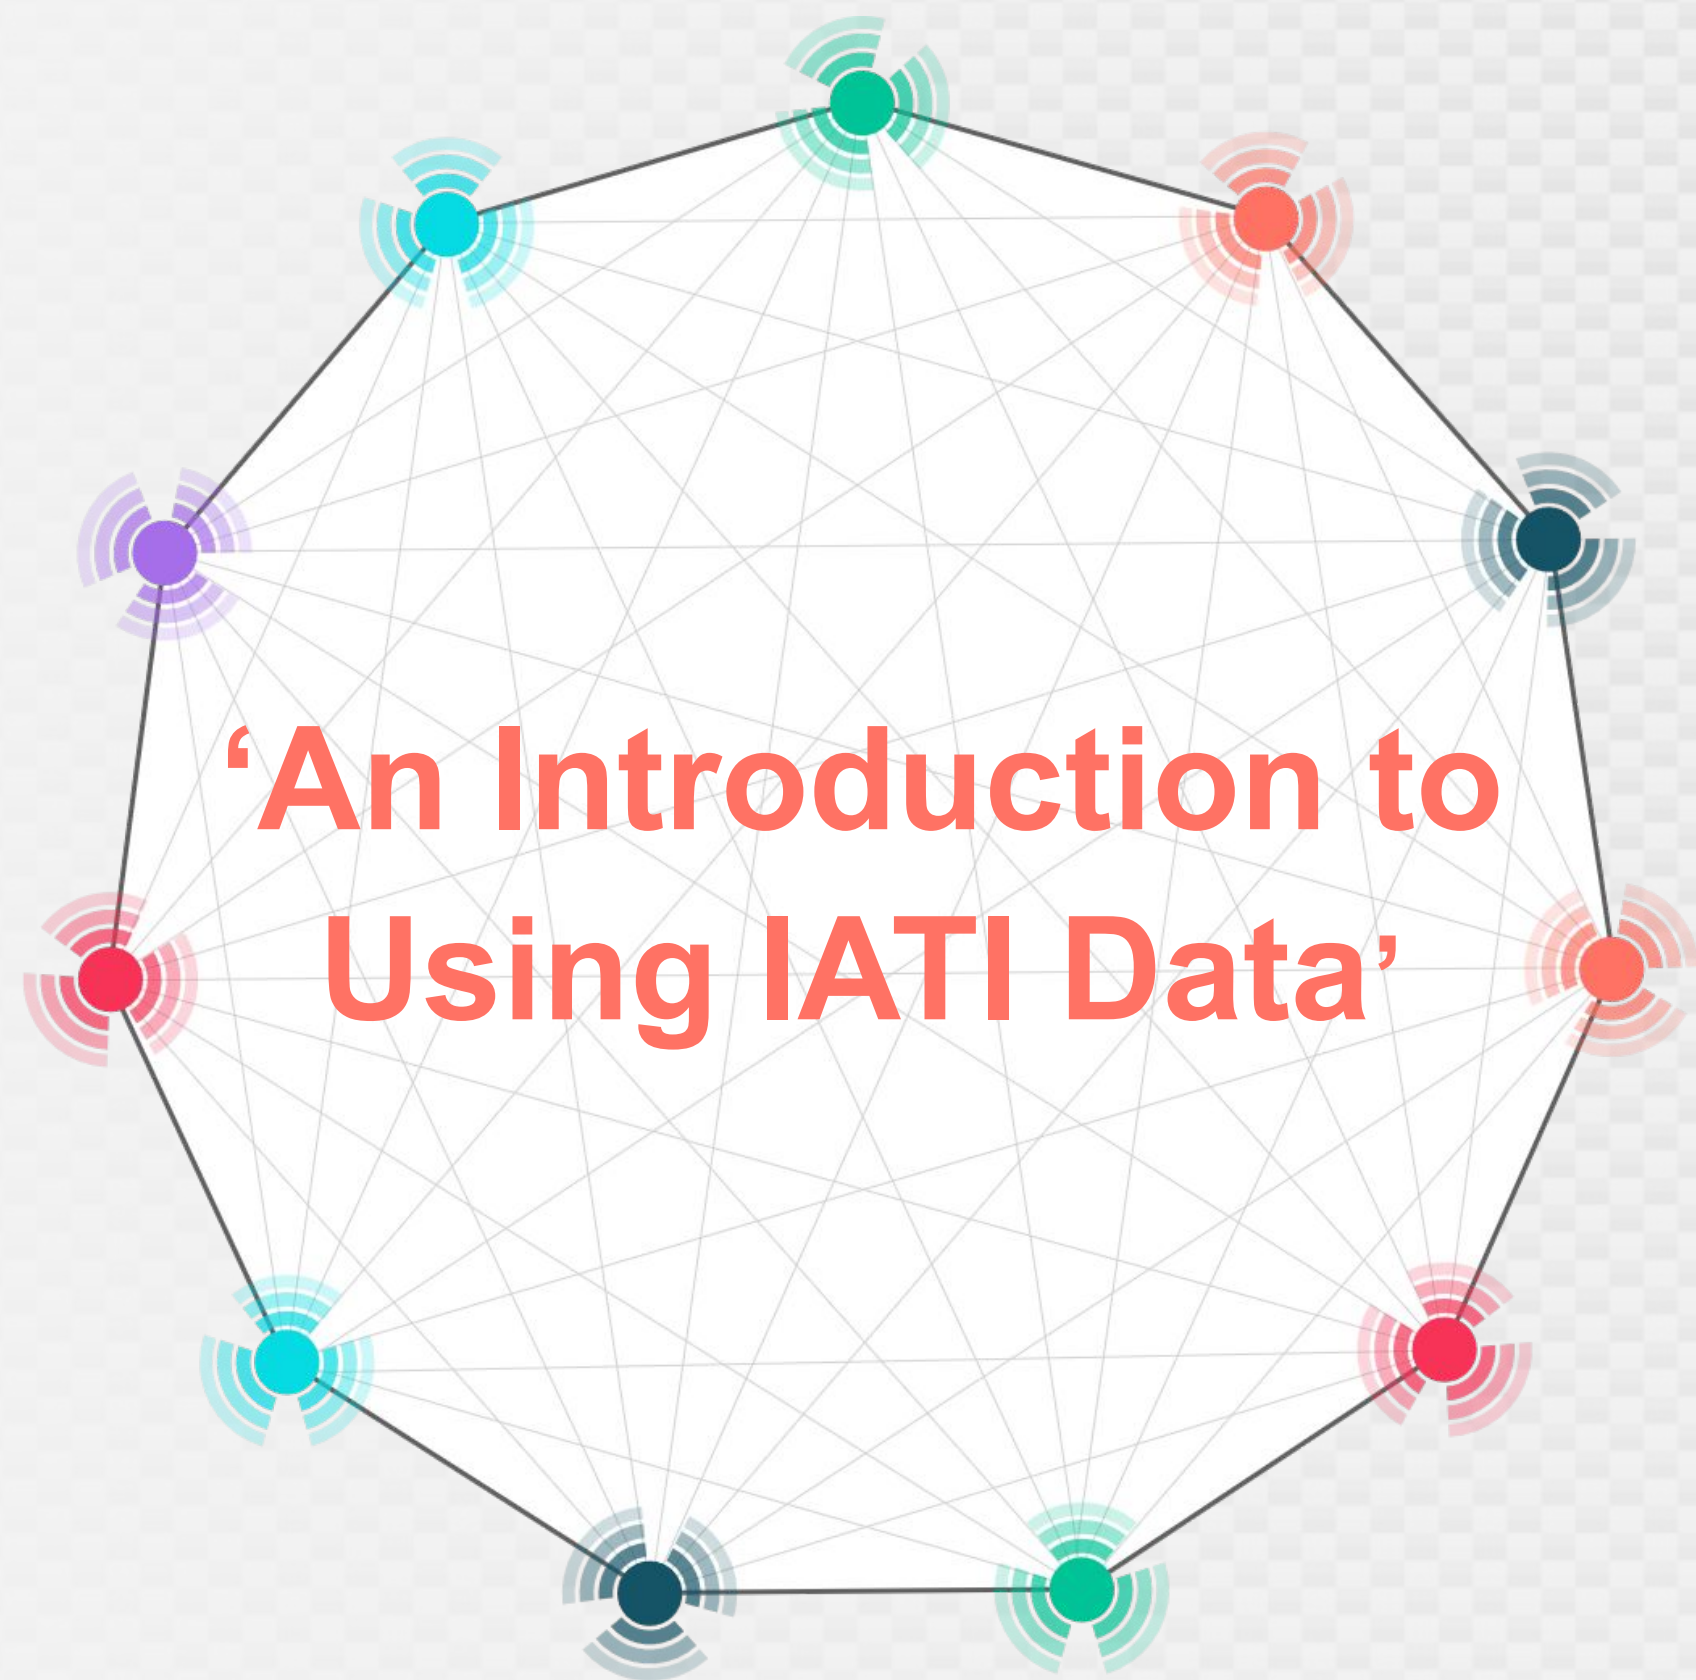 ‘An Introduction to
Using IATI Data’